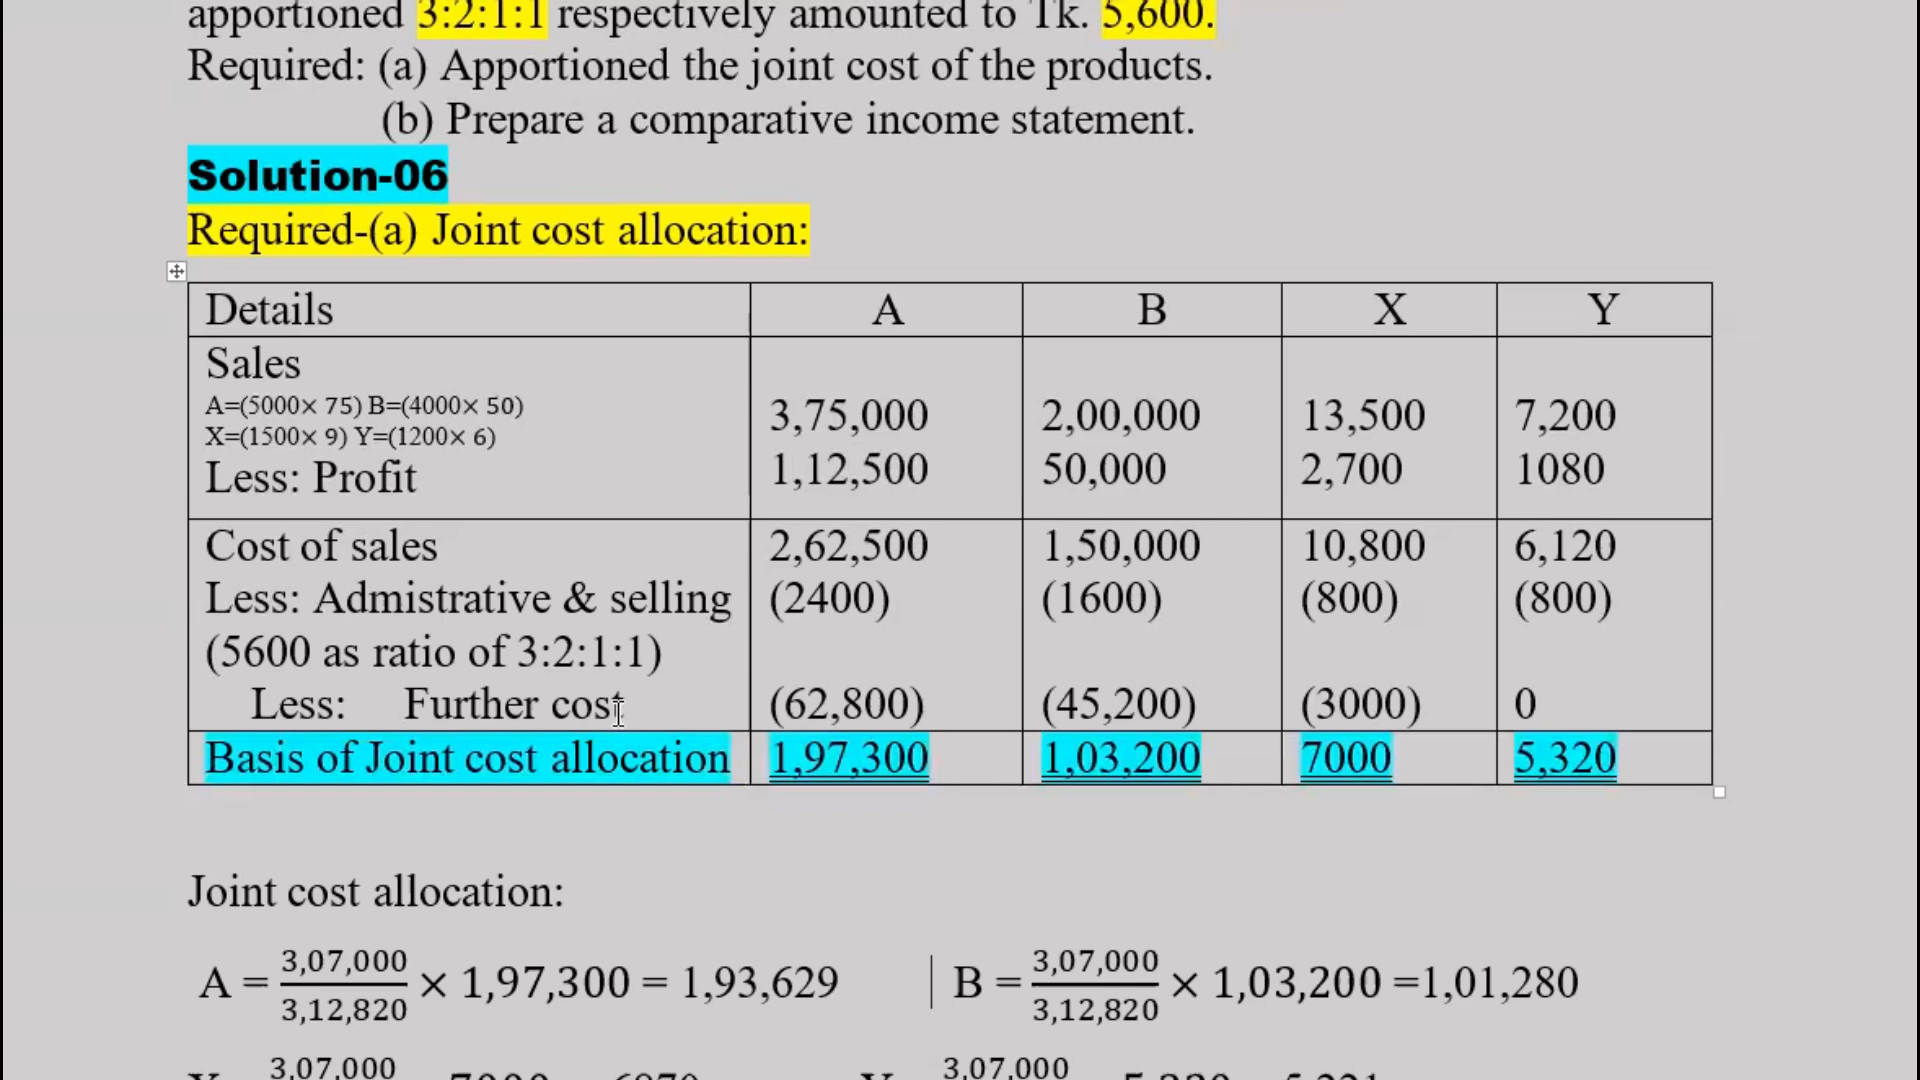 apportioned 3:2:1:1 respectively amounted to Tk. 5,600.
Required: (a) Apportioned the joint cost of the products.
(b) Prepare a comparative income statement.
Solution-06
Required-(a) Joint cost allocation:
Details A B X Y
Sales
A=(5000× 75) B=(4000× 50)
X=(1500× 9) Y=(1200× 6)
3,75,000 2,00,000 13,500 7,200
Less: Profit 1,12,500 50,000 2,700 1080
Cost of sales 2,62,500 1,50,000 10,800 6,120
Less: Admistrative & selling (2400) (1600) (800) (800)
(5600 as ratio of 3:2:1:1)
Less: Further cost (62,800) (45,200) (3000) 0
Basis of Joint cost allocation 1,97,300 1,03,200 7000 5,320
Joint cost allocation:
A = 3,07,000/3,12,820 × 1,97,300 = 1,93,629 B = 3,07,000/3,12,820 × 1,03,200 =1,01,280
3,07,000 3,07,000